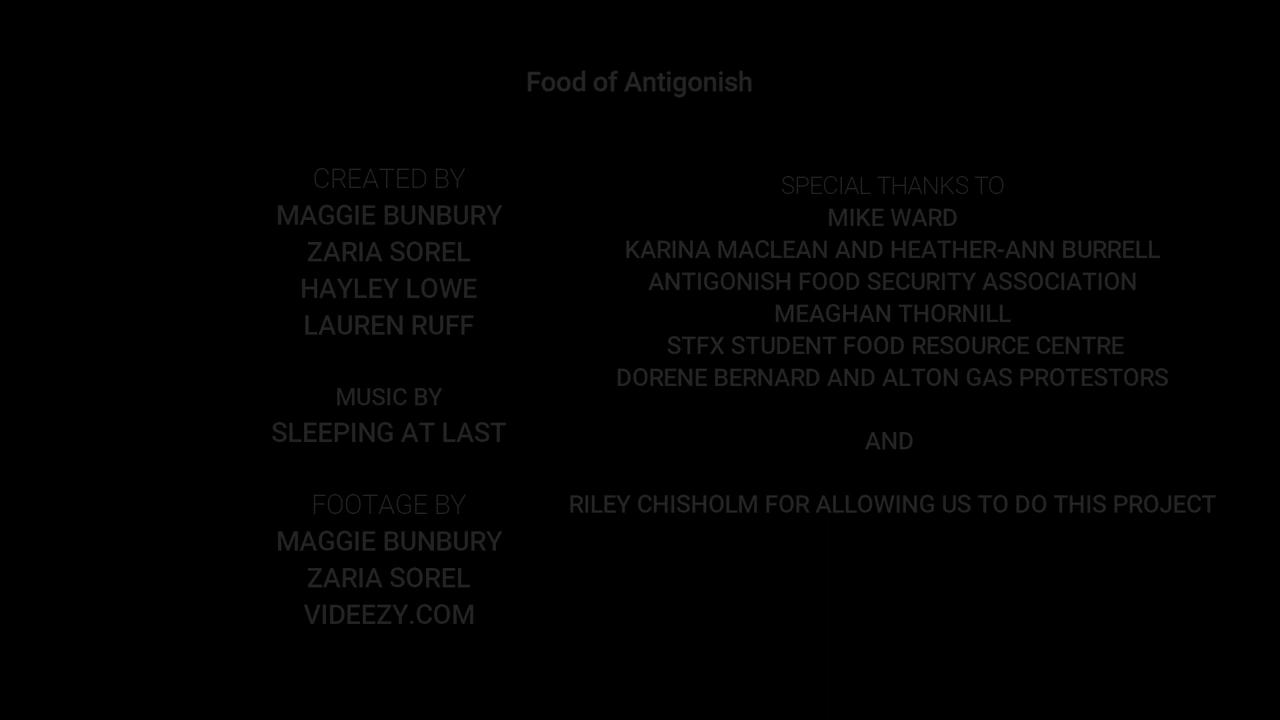 Food of Antigonish
CREATED BY
MAGGIE BUNBURY
ZARIA SOREL
HAYLEY LOWE
LAUREN RUFF
MUSIC BY
SLEEPING AT LAST
FOOTAGE BY
MAGGIE BUNBURY
ZARIA SOREL
VIDEEZY.COM
SPECIAL THANKS TO
MIKE WARD
KARINA MACLEAN AND HEATHER-ANN BURRELL
ANTIGONISH FOOD SECURITY ASSOCIATION
MEAGHAN THORNILL
STFX STUDENT FOOD RESOURCE CENTRE
DORENE BERNARD AND ALTON GAS PROTESTORS
AND
RILEY CHISHOLM FOR ALLOWING US TO DO THIS PROJECT